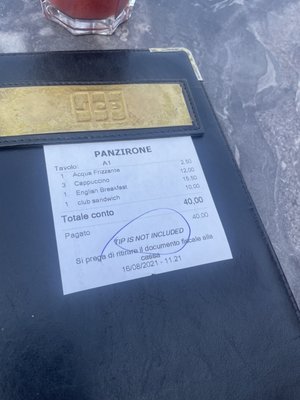 PANZIRONE
Tavolo: A1
1 Acqua Frizzante 2,50
3 Cappuccino 12,00
1 English Breakfast 15,50
1 club sandwich 10,00
Totale conto 40,00
Pagato 40,00
TIP IS NOT INCLUDED
Si prega di ritirare il documento fiscale alla
cassa
16/08/2021 - 11.21